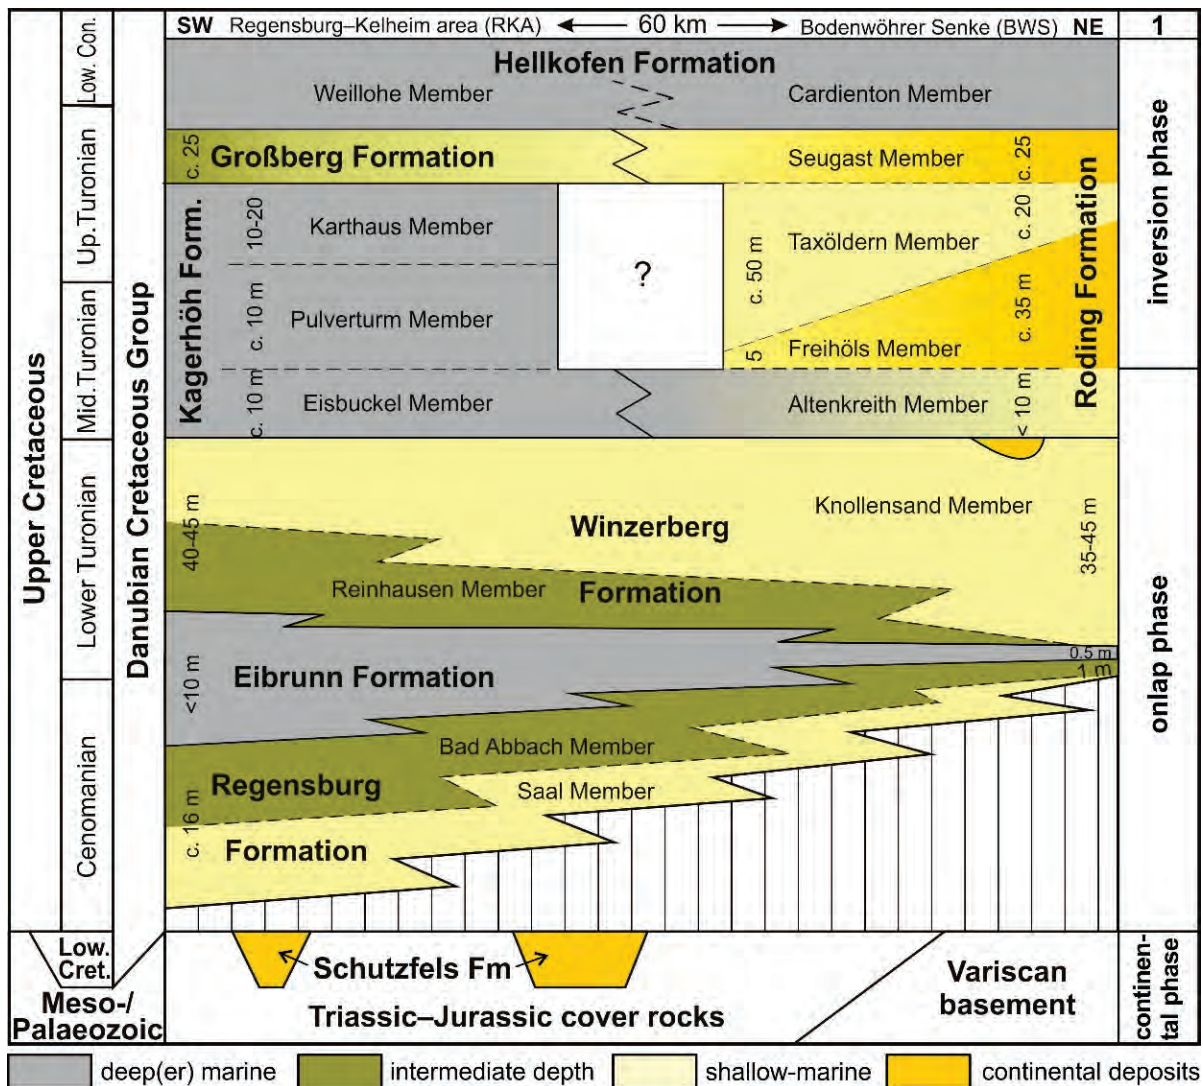 SW Regensburg–Kelheim area (RKA) 60 km Bodenwöhrer Senke (BWS) NE 1
Upper Cretaceous
Low. Con.
Up. Turonian
Mid. Turonian
Lower Turonian
Cenomanian
Low.
Cret.
Meso-/
Palaeozoic
Danubian Cretaceous Group
Hellkofen Formation
Weillohe Member
Cardienton Member
c. 25
Großberg Formation
Seugast Member
c. 25
Kagerhöh Form.
10-20
Karthaus Member
c. 10 m
Pulverturm Member
c. 10 m
Eisbuckel Member
?
5
c. 50 m
Taxöldern Member
c. 20
Freihöls Member
c. 35 m
Altenkreith Member
< 10 m
Roding Formation
Knollensand Member
40-45 m
Winzerberg
Formation
35-45 m
Reinhausen Member
<10 m
Eibrunn Formation
0.5 m
1 m
Bad Abbach Member
Regensburg
Formation
c. 16 m
Saal Member
Schutzfels Fm
Triassic–Jurassic cover rocks
Variscan
basement
inversion phase
onlap phase
continen-
tal phase
deep(er) marine
intermediate depth
shallow-marine
continental deposits